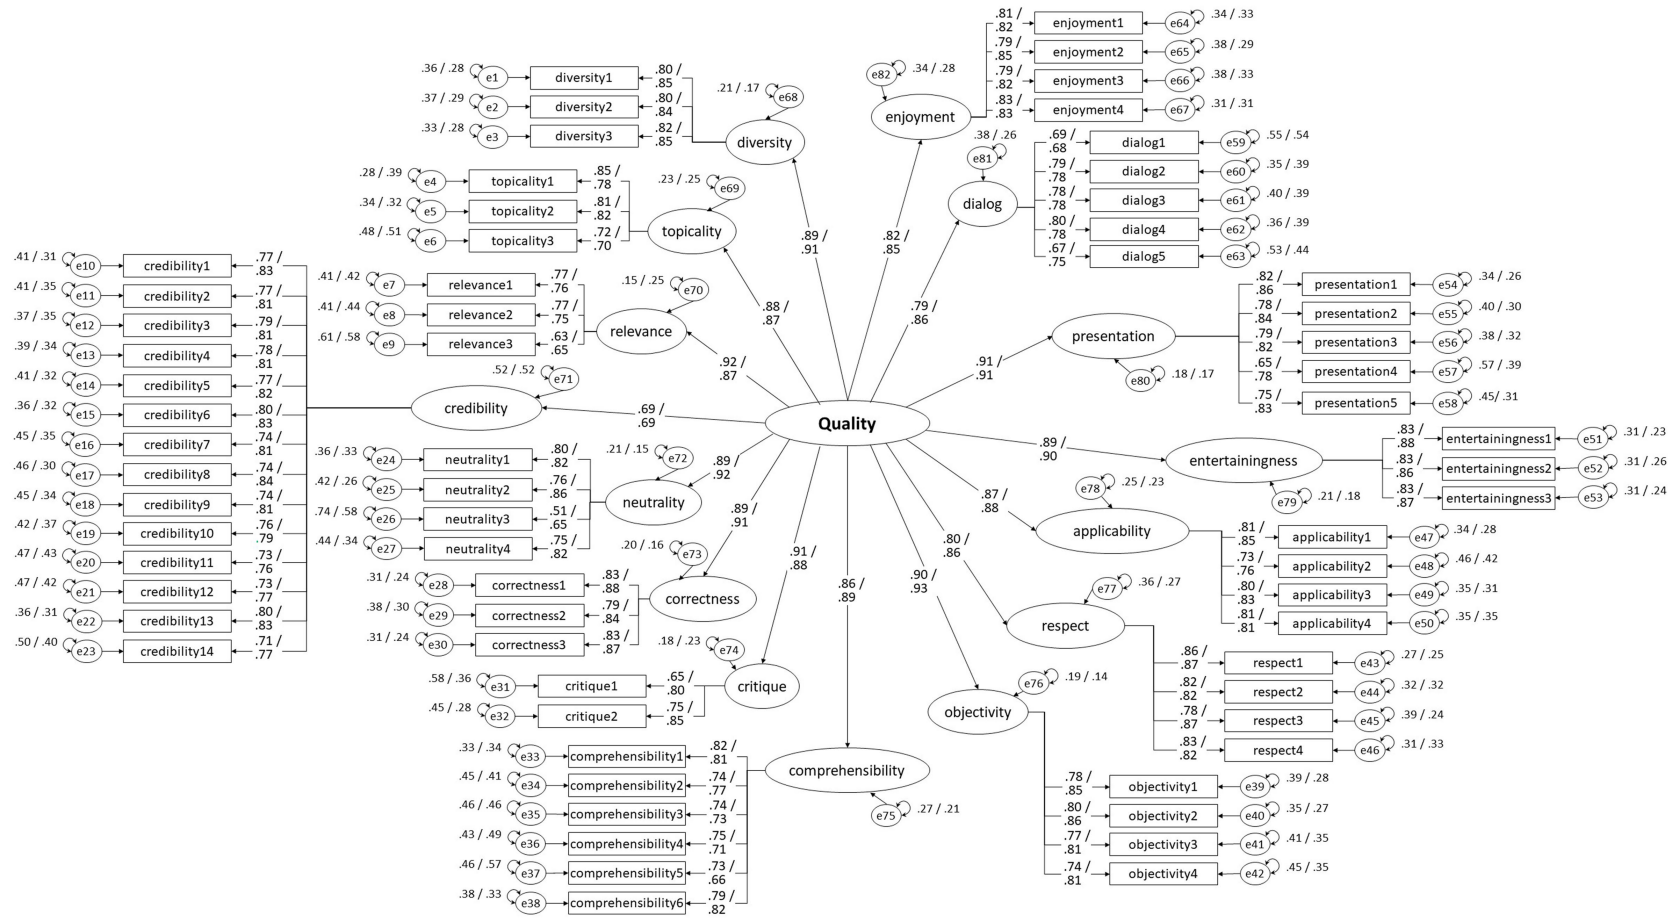 Quality
.36 / .28 e1 diversity1 .80 / .85
.37 / .29 e2 diversity2 .80 / .84
.33 / .28 e3 diversity3 .82 / .85
diversity
.21 / .17 e68
.89 / .91
.28 / .39 e4 topicality1 .85 / .78
.34 / .32 e5 topicality2 .81 / .82
.48 / .51 e6 topicality3 .72 / .70
topicality
.23 / .25 e69
.88 / .87
.41 / .42 e7 relevance1 .77 / .76
.41 / .44 e8 relevance2 .77 / .75
.61 / .58 e9 relevance3 .63 / .65
relevance
.15 / .25 e70
.92 / .87
.41 / .31 e10 credibility1 .77 / .83
.41 / .35 e11 credibility2 .77 / .81
.37 / .35 e12 credibility3 .79 / .81
.39 / .34 e13 credibility4 .78 / .81
.41 / .32 e14 credibility5 .77 / .82
.36 / .32 e15 credibility6 .80 / .83
.45 / .35 e16 credibility7 .74 / .81
.46 / .30 e17 credibility8 .74 / .84
.45 / .34 e18 credibility9 .74 / .81
.42 / .37 e19 credibility10 .76 / .79
.47 / .43 e20 credibility11 .73 / .76
.47 / .42 e21 credibility12 .73 / .77
.36 / .31 e22 credibility13 .80 / .83
.50 / .40 e23 credibility14 .71 / .77
credibility
.52 / .52 e71
.69 / .69
.36 / .33 e24 neutrality1 .80 / .82
.42 / .26 e25 neutrality2 .76 / .86
.74 / .58 e26 neutrality3 .51 / .65
.44 / .34 e27 neutrality4 .75 / .82
neutrality
.21 / .15 e72
.89 / .92
.31 / .24 e28 correctness1 .83 / .88
.38 / .30 e29 correctness2 .79 / .84
.31 / .24 e30 correctness3 .83 / .87
correctness
.20 / .16 e73
.89 / .91
.58 / .36 e31 critique1 .65 / .80
.45 / .28 e32 critique2 .75 / .85
critique
.18 / .23 e74
.91 / .88
.33 / .34 e33 comprehensibility1 .82 / .81
.45 / .41 e34 comprehensibility2 .74 / .77
.46 / .46 e35 comprehensibility3 .74 / .73
.43 / .49 e36 comprehensibility4 .75 / .71
.46 / .57 e37 comprehensibility5 .73 / .66
.38 / .33 e38 comprehensibility6 .79 / .82
comprehensibility
e75 .27 / .21
.86 / .89
enjoyment
e82 .34 / .28
.82 / .85
.81 / .82 enjoyment1 e64 .34 / .33
.79 / .85 enjoyment2 e65 .38 / .29
.79 / .82 enjoyment3 e66 .38 / .33
.83 / .83 enjoyment4 e67 .31 / .31
dialog
.38 / .26 e81
.79 / .86
.69 / .68 dialog1 e59 .55 / .54
.79 / .78 dialog2 e60 .35 / .39
.78 / .78 dialog3 e61 .40 / .39
.80 / .78 dialog4 e62 .36 / .39
.67 / .75 dialog5 e63 .53 / .44
presentation
e80 .18 / .17
.91 / .91
.82 / .86 presentation1 e54 .34 / .26
.78 / .84 presentation2 e55 .40 / .30
.79 / .82 presentation3 e56 .38 / .32
.65 / .78 presentation4 e57 .57 / .39
.75 / .83 presentation5 e58 .45/ .31
entertainingness
e79 .21 / .18
.89 / .90
.83 / .88 entertainingness1 e51 .31 / .23
.83 / .86 entertainingness2 e52 .31 / .26
.83 / .87 entertainingness3 e53 .31 / .24
applicability
e78 .25 / .23
.87 / .88
.81 / .85 applicability1 e47 .34 / .28
.73 / .76 applicability2 e48 .46 / .42
.80 / .83 applicability3 e49 .35 / .31
.81 / .81 applicability4 e50 .35 / .35
respect
e77 .36 / .27
.80 / .86
.86 / .87 respect1 e43 .27 / .25
.82 / .82 respect2 e44 .32 / .32
.78 / .87 respect3 e45 .39 / .24
.83 / .82 respect4 e46 .31 / .33
objectivity
e76 .19 / .14
.90 / .93
.78 / .85 objectivity1 e39 .39 / .28
.80 / .86 objectivity2 e40 .35 / .27
.77 / .81 objectivity3 e41 .41 / .35
.74 / .81 objectivity4 e42 .45 / .35